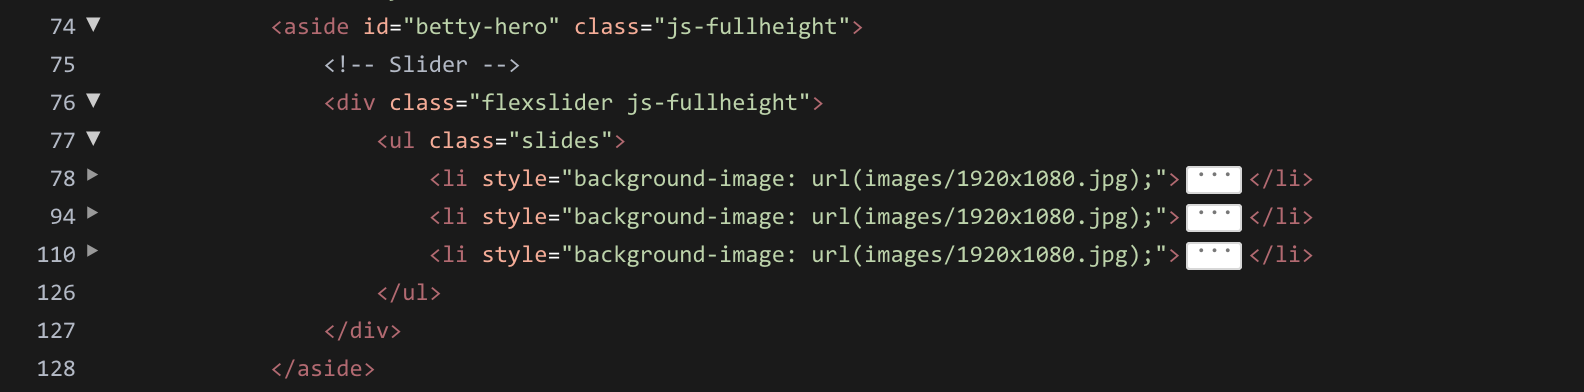 74 ▼ <aside id="betty-hero" class="js-fullheight">
75 <!-- Slider -->
76 ▼ <div class="flexslider js-fullheight">
77 ▼ <ul class="slides">
78 ▶ <li style="background-image: url(images/1920x1080.jpg);"> ... </li>
94 ▶ <li style="background-image: url(images/1920x1080.jpg);"> ... </li>
110 ▶ <li style="background-image: url(images/1920x1080.jpg);"> ... </li>
126 </ul>
127 </div>
128 </aside>